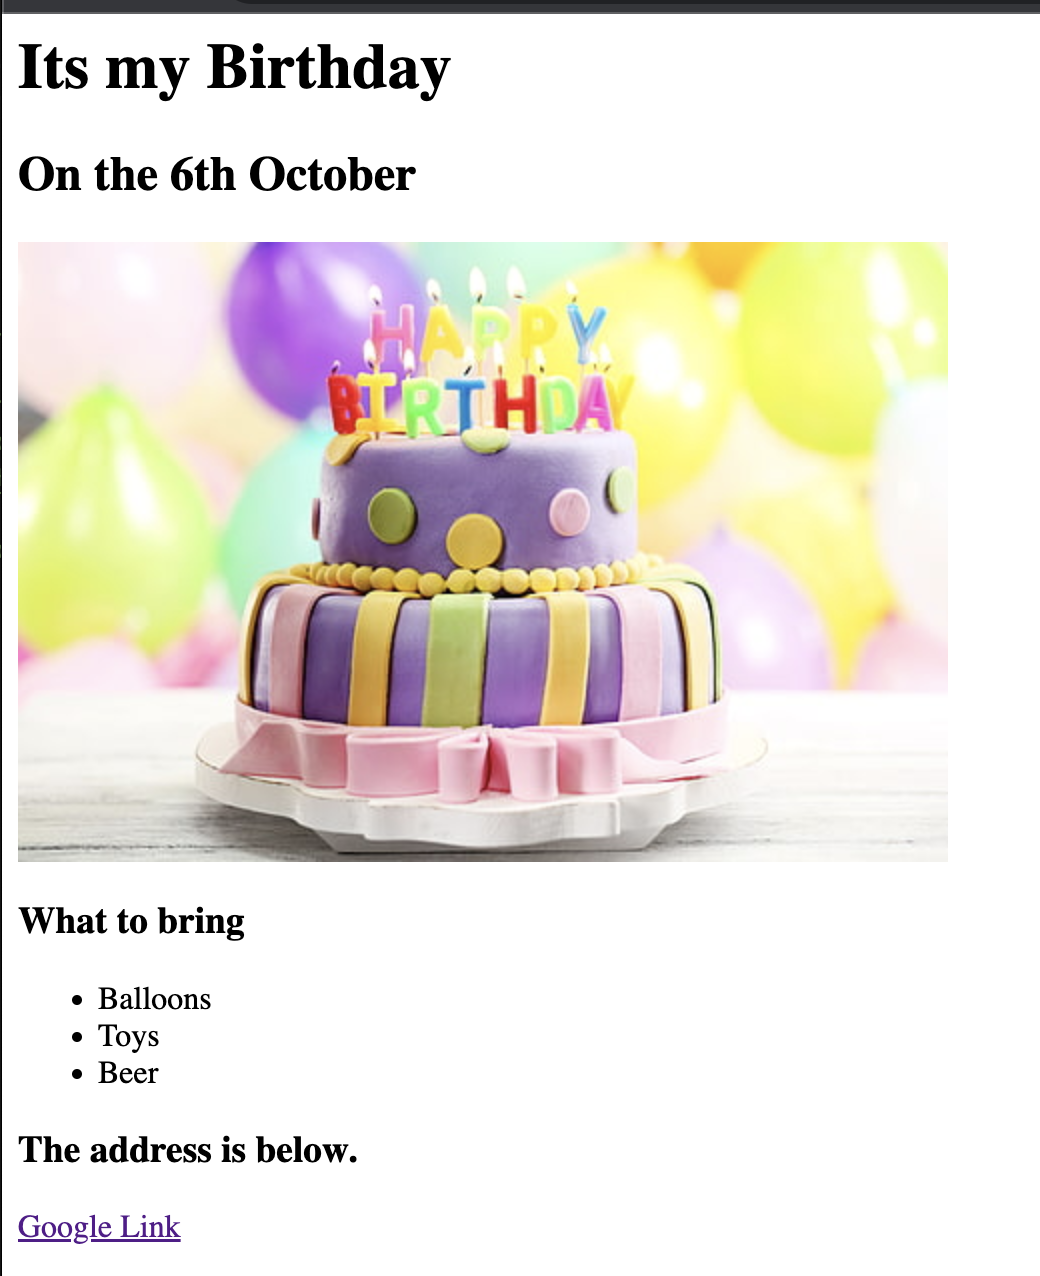 Its my Birthday
On the 6th October
HAPPY
BIRTHDAY
What to bring
Balloons
Toys
Beer
The address is below.
Google Link